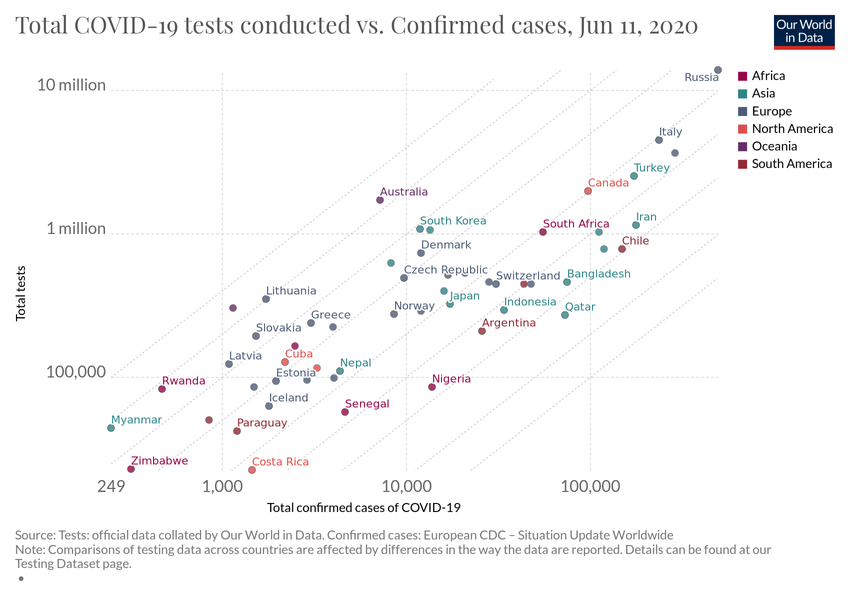 Total COVID-19 tests conducted vs. Confirmed cases, Jun 11, 2020
Our World
in Data
Russia
Africa
Asia
Europe
North America
Oceania
South America
10 million
Italy
Turkey
Canada
Australia
South Korea
South Africa
Iran
1 million
Chile
Denmark
Czech Republic
Switzerland
Bangladesh
Lithuania
Japan
Norway
Indonesia
Qatar
Greece
Slovakia
Argentina
Latvia
Cuba
Nepal
100,000
Estonia
Rwanda
Nigeria
Iceland
Senegal
Myanmar
Paraguay
Zimbabwe
Costa Rica
Total tests
249
1,000
10,000
100,000
Total confirmed cases of COVID-19
Source: Tests: official data collated by Our World in Data. Confirmed cases: European CDC – Situation Update Worldwide
Note: Comparisons of testing data across countries are affected by differences in the way the data are reported. Details can be found at our
Testing Dataset page.